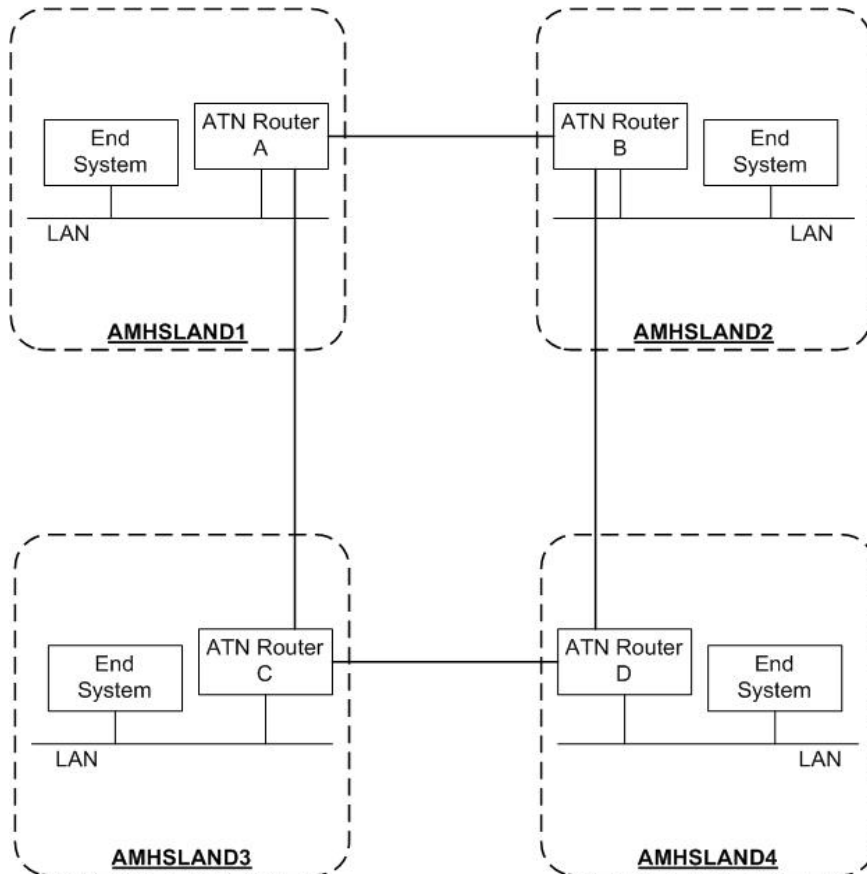 End
System
ATN Router
A
LAN
AMHSLAND1
ATN Router
B
End
System
LAN
AMHSLAND2
End
System
ATN Router
C
LAN
AMHSLAND3
ATN Router
D
End
System
LAN
AMHSLAND4